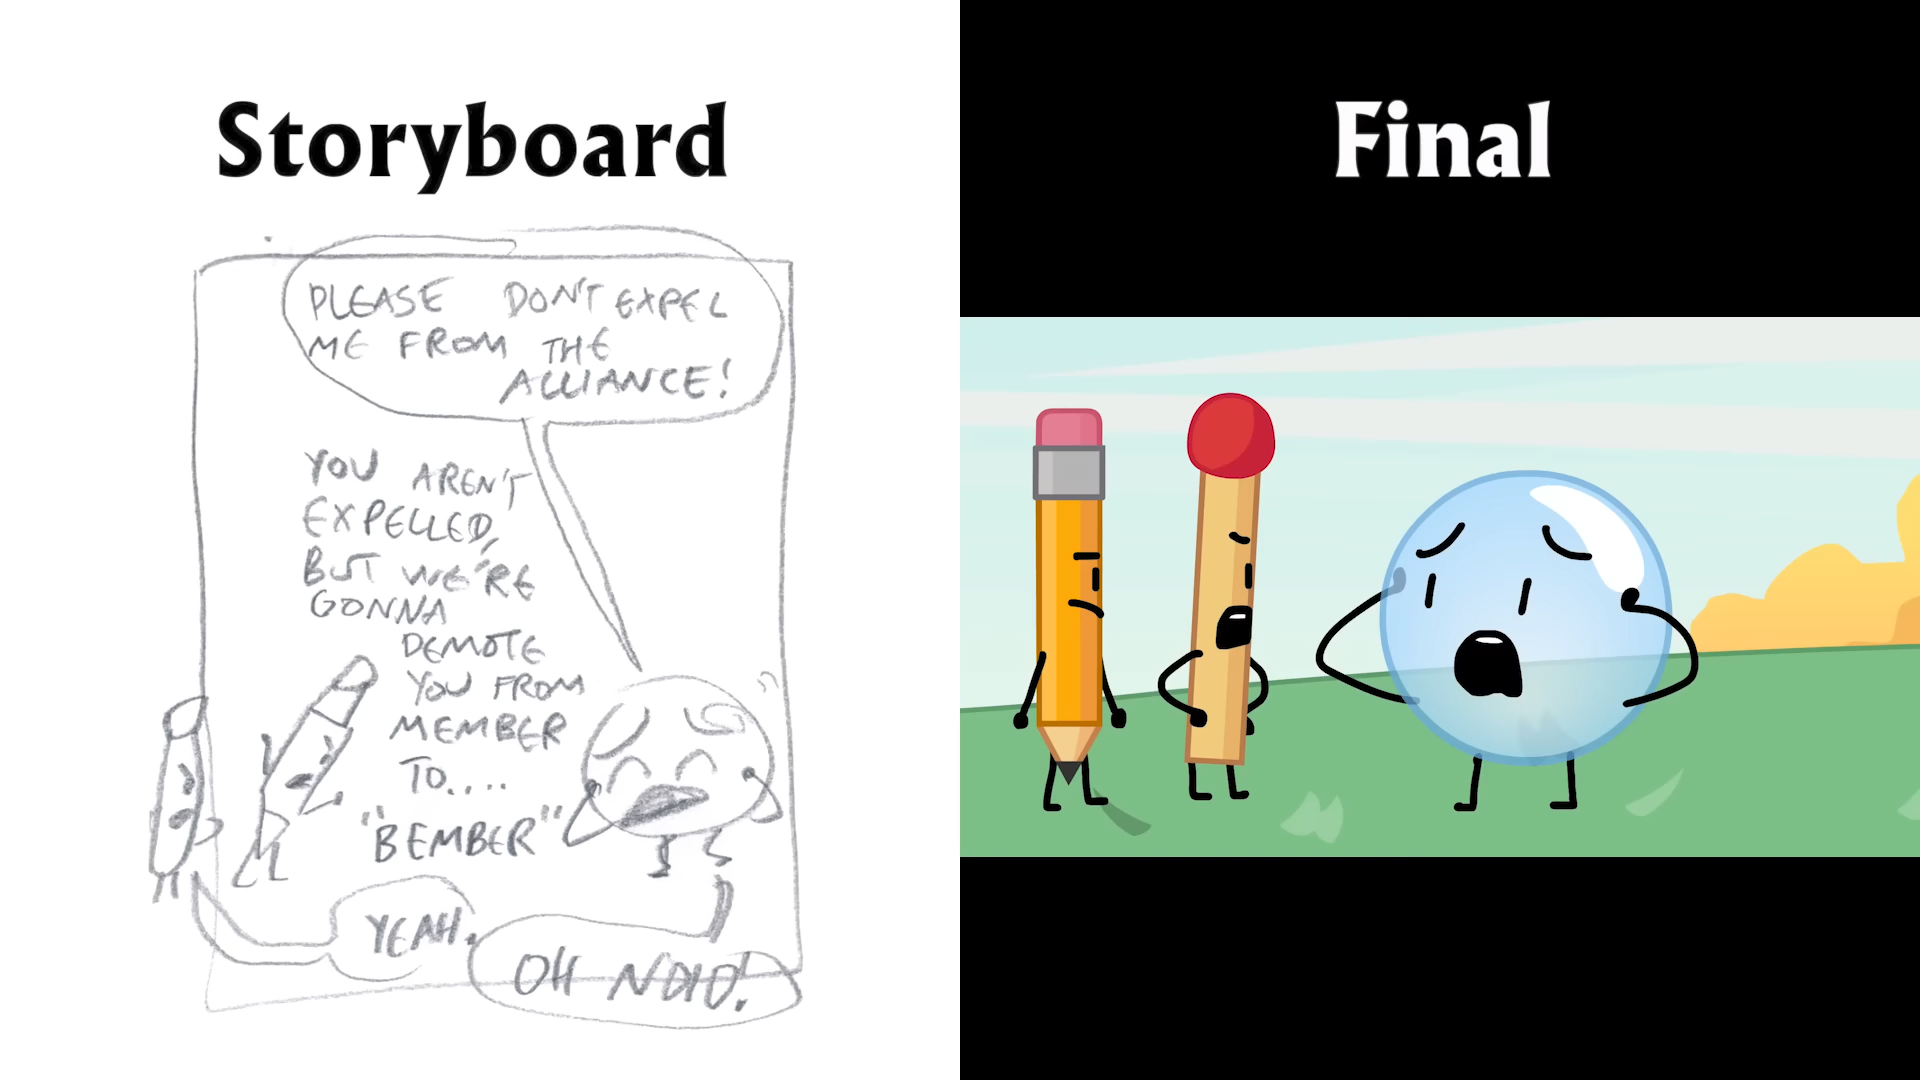 Storyboard
PLEASE DON'T EXPEL
ME FROM THE
ALLIANCE!
YOU AREN'T
EXPELLED,
BUT WE'RE
GONNA
DEMOTE
YOU FROM
MEMBER
TO....
"BEMBER"
YEAH.
OH NOIO!
Final